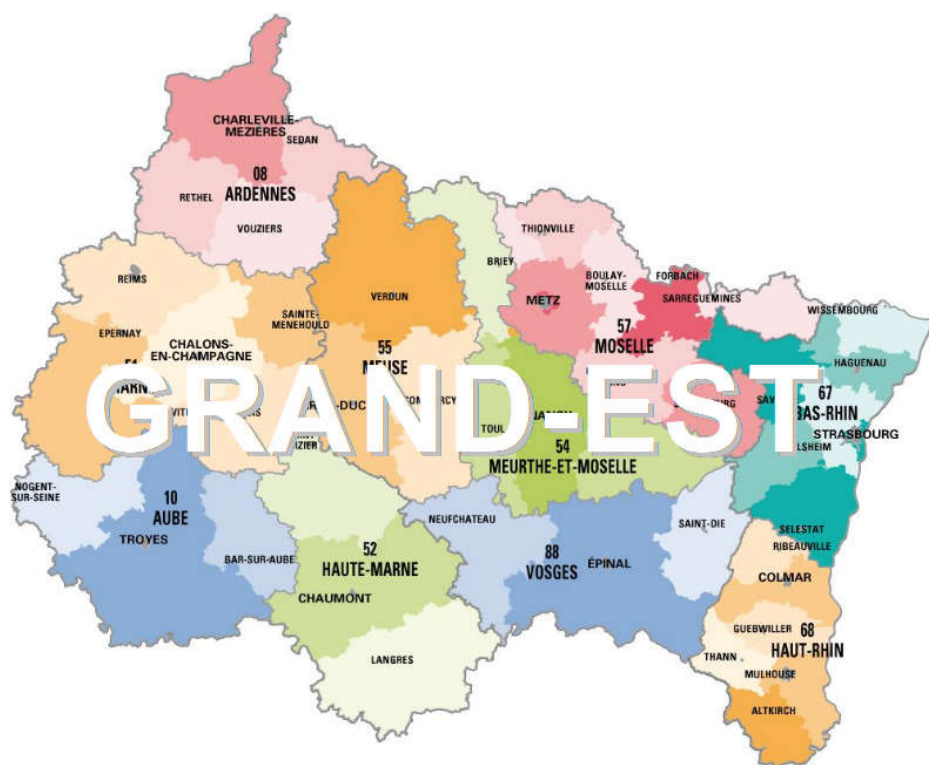 CHARLEVILLE-
MEZIÈRES
SEDAN
08
ARDENNES
RETHEL
VOUZIERS
THIONVILLE
BRIEY
BOULAY-
MOSELLE
FORBACH
SARREGUEMINES
METZ
57
MOSELLE
WISSEMBOURG
HAGUENAU
REIMS
VERDUN
SAINTE-
MENEHOULD
EPERNAY
CHALONS-
EN-CHAMPAGNE
55
MEUSE
67
BAS-RHIN
STRASBOURG
GRAND-EST
TOUL
54
MEURTHE-ET-MOSELLE
NOGENT-
SUR-SEINE
10
AUBE
TROYES
BAR-SUR-AUBE
52
HAUTE-MARNE
CHAUMONT
LANGRES
NEUFCHATEAU
88
VOSGES
ÉPINAL
SAINT-DIE
SELESTAT
RIBEAUVILLE
COLMAR
GUEBWILLER
68
HAUT-RHIN
THANN
MULHOUSE
ALTKIRCH